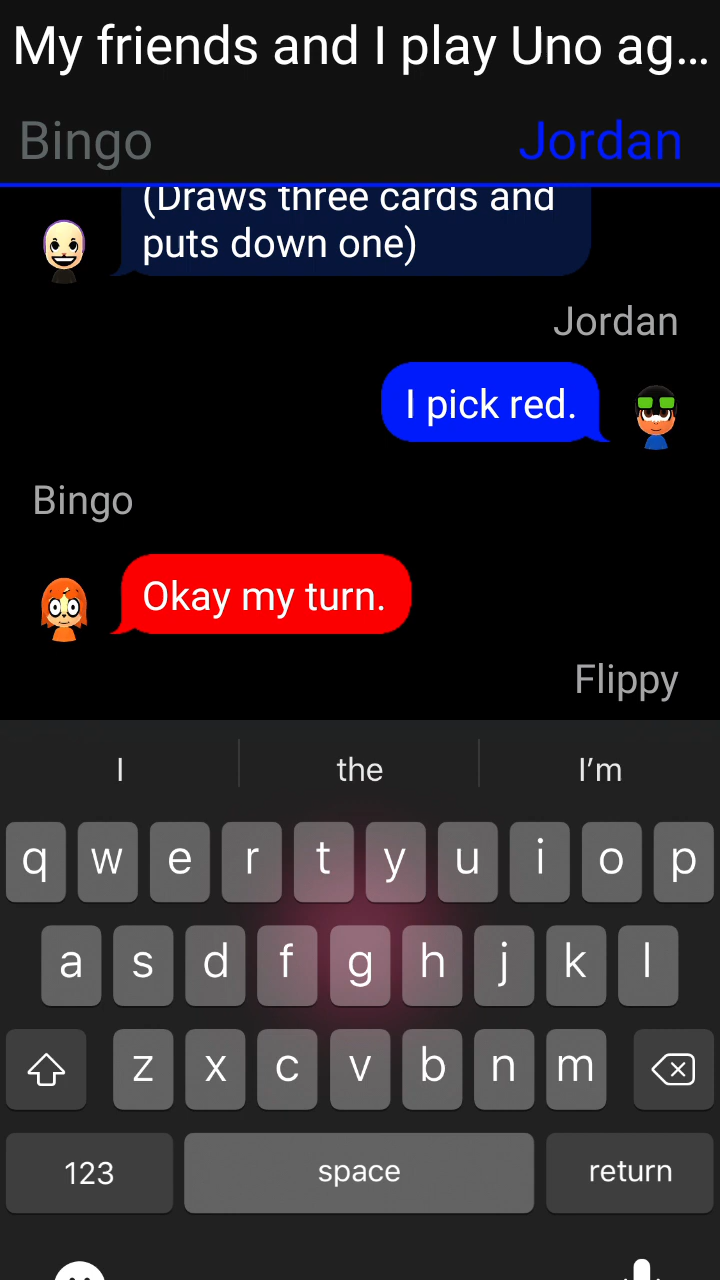 My friends and I play Uno ag...
Bingo
Jordan
(Draws three cards and
puts down one)
Jordan
I pick red.
Bingo
Okay my turn.
Flippy
I
the
I'm
q w e r t y u i o p
a s d f g h j k l
z x c v b n m
123
space
return